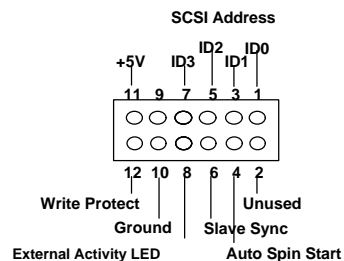 SCSI Address
ID2 ID0
+5V ID3 ID1
11 9 7 5 3 1
12 10 8 6 4 2
Write Protect Unused
Ground Slave Sync
External Activity LED Auto Spin Start